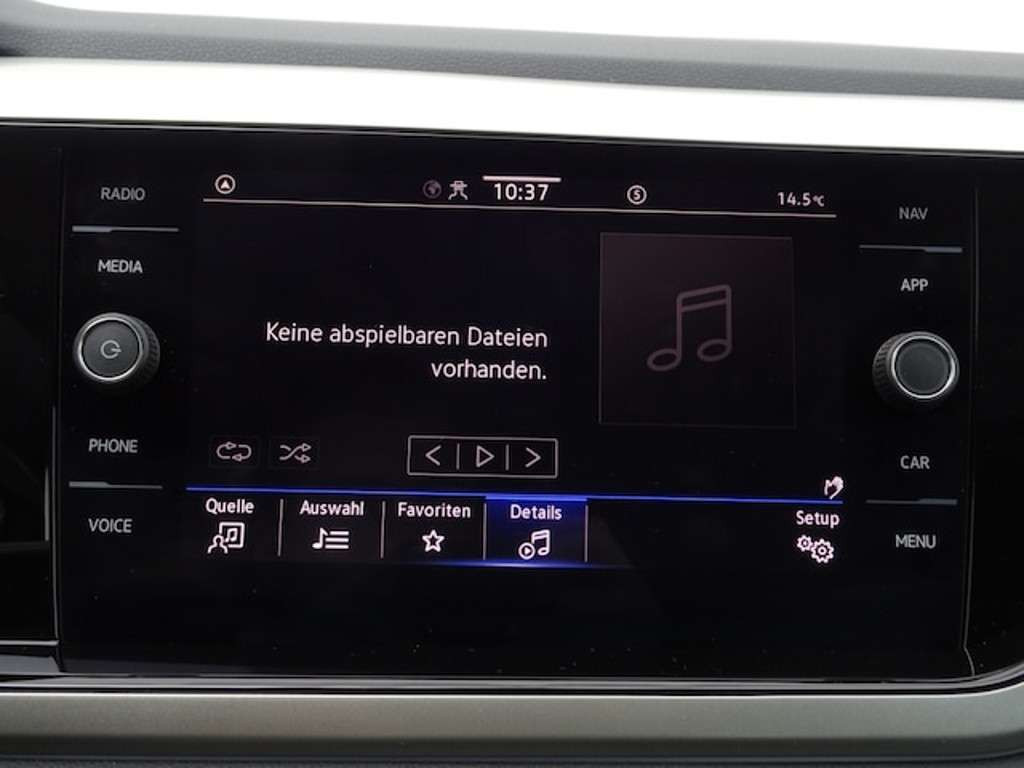 RADIO
MEDIA
PHONE
VOICE
10:37
S
14.5°C
Keine abspielbaren Dateien
vorhanden.
Quelle
Auswahl
Favoriten
Details
Setup
NAV
APP
CAR
MENU